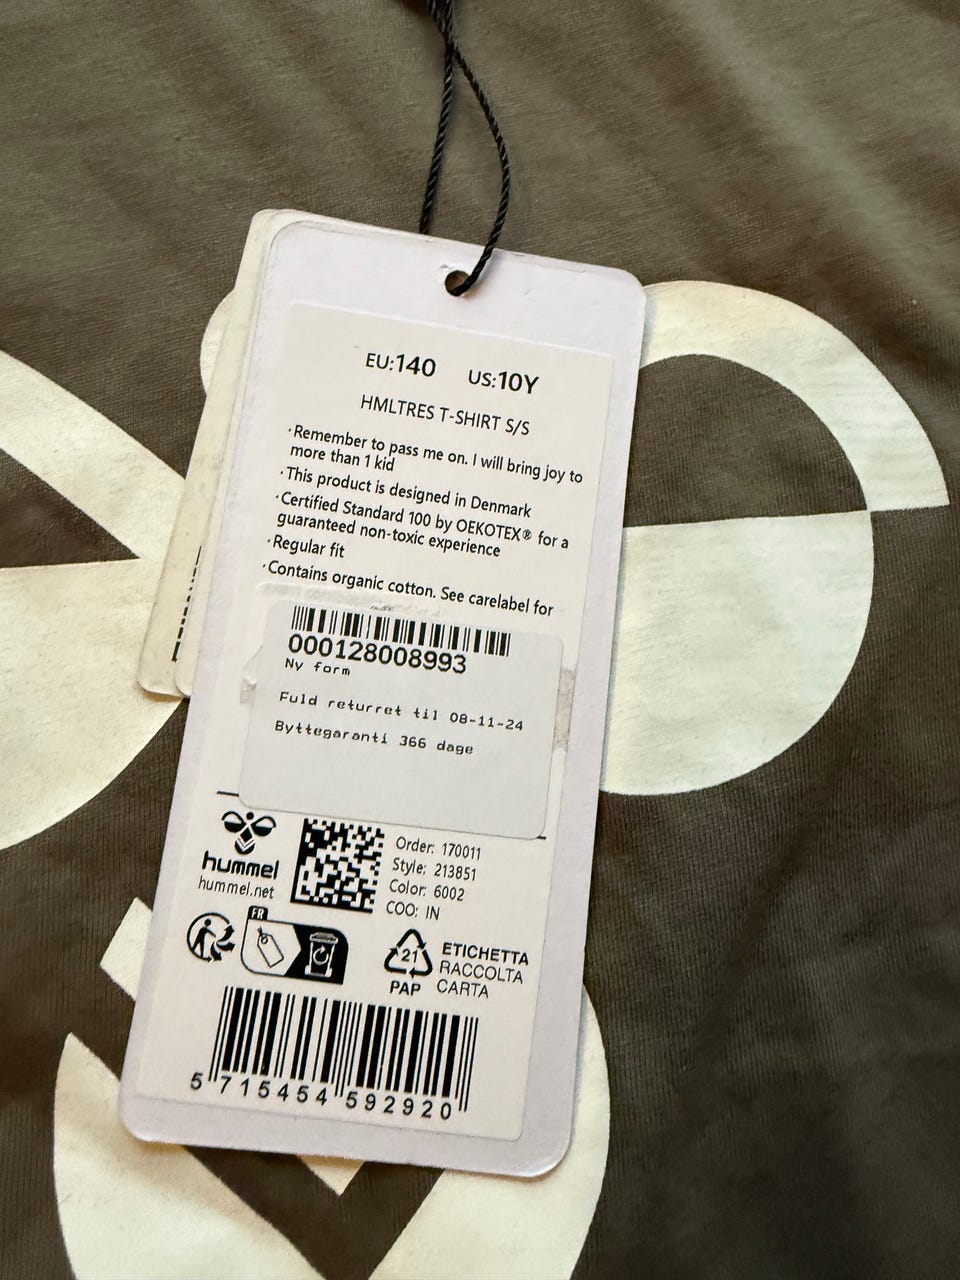 EU:140 US:10Y
HMLTRES T-SHIRT S/S
·Remember to pass me on. I will bring joy to
more than 1 kid
·This product is designed in Denmark
·Certified Standard 100 by OEKOTEX® for a
guaranteed non-toxic experience
·Regular fit
·Contains organic cotton. See carelabel for
000128008993
Ny form
Fuld returret til 08-11-24
Byttegaranti 366 dage
hummel
hummel.net
Order: 170011
Style: 213851
Color: 6002
COO: IN
FR
21
PAP
ETICHETTA
RACCOLTA
CARTA
5 715454 592920